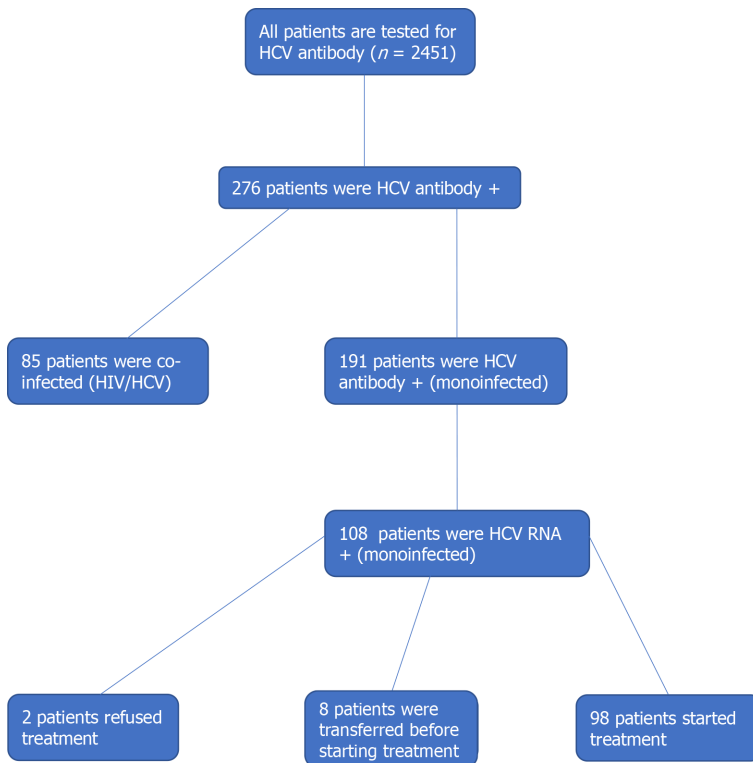 All patients are tested for
HCV antibody (n = 2451)
276 patients were HCV antibody +
85 patients were co-
infected (HIV/HCV)
191 patients were HCV
antibody + (monoinfected)
108 patients were HCV RNA
+ (monoinfected)
2 patients refused
treatment
8 patients were
transferred before
starting treatment
98 patients started
treatment